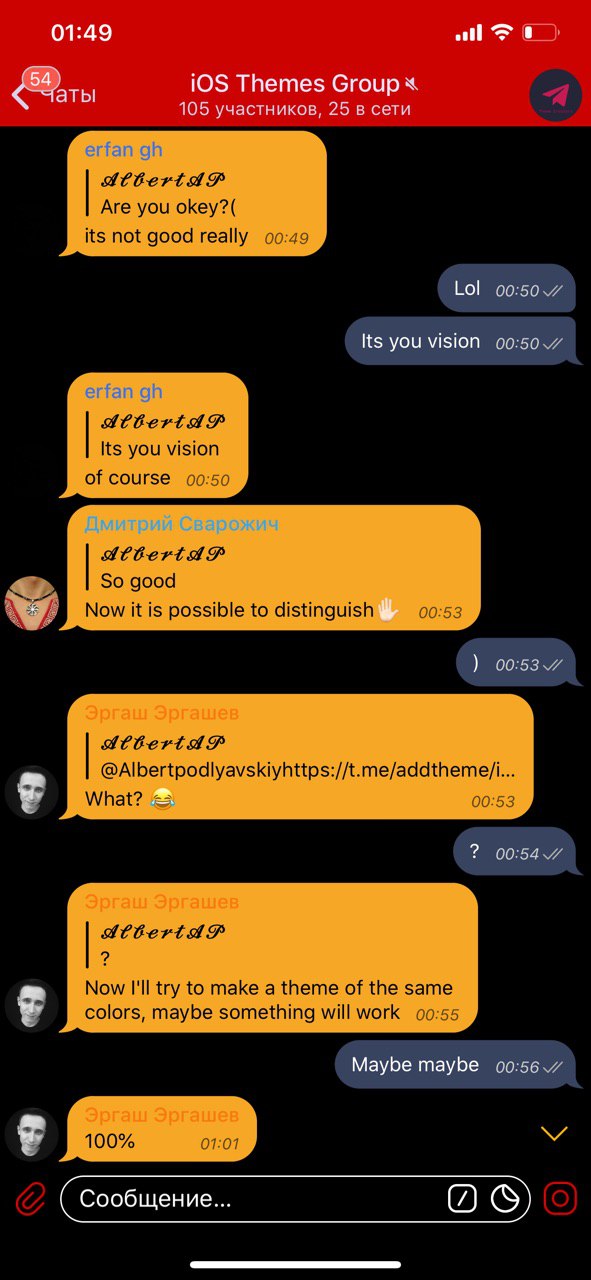 01:49
54
Чаты
iOS Themes Group
105 участников, 25 в сети
erfan gh
𝓐𝓵𝓫𝓮𝓻𝓽𝓐𝓟
Are you okey?(
its not good really 00:49
Lol 00:50
Its you vision 00:50
erfan gh
𝓐𝓵𝓫𝓮𝓻𝓽𝓐𝓟
Its you vision
of course 00:50
Дмитрий Сварожич
𝓐𝓵𝓫𝓮𝓻𝓽𝓐𝓟
So good
Now it is possible to distinguish🖐🏻 00:53
) 00:53
Эргаш Эргашев
𝓐𝓵𝓫𝓮𝓻𝓽𝓐𝓟
@Albertpodlyavskiyhttps://t.me/addtheme/i...
What? 😂 00:53
? 00:54
Эргаш Эргашев
𝓐𝓵𝓫𝓮𝓻𝓽𝓐𝓟
?
Now I'll try to make a theme of the same
colors, maybe something will work 00:55
Maybe maybe 00:56
Эргаш Эргашев
100% 01:01
Сообщение...